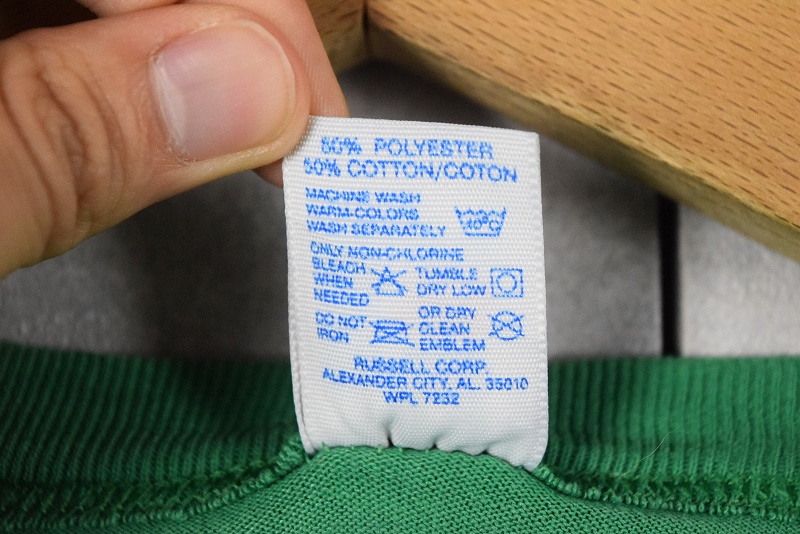 50% POLYESTER
50% COTTON/COTON
MACHINE WASH
WARM-COLORS
WASH SEPARATELY
40°C
ONLY NON-CHLORINE
BLEACH
WHEN
NEEDED
TUMBLE
DRY LOW
DO NOT
IRON
OR DRY
CLEAN
EMBLEM
RUSSELL CORP.
ALEXANDER CITY, AL. 35010
WPL 7232